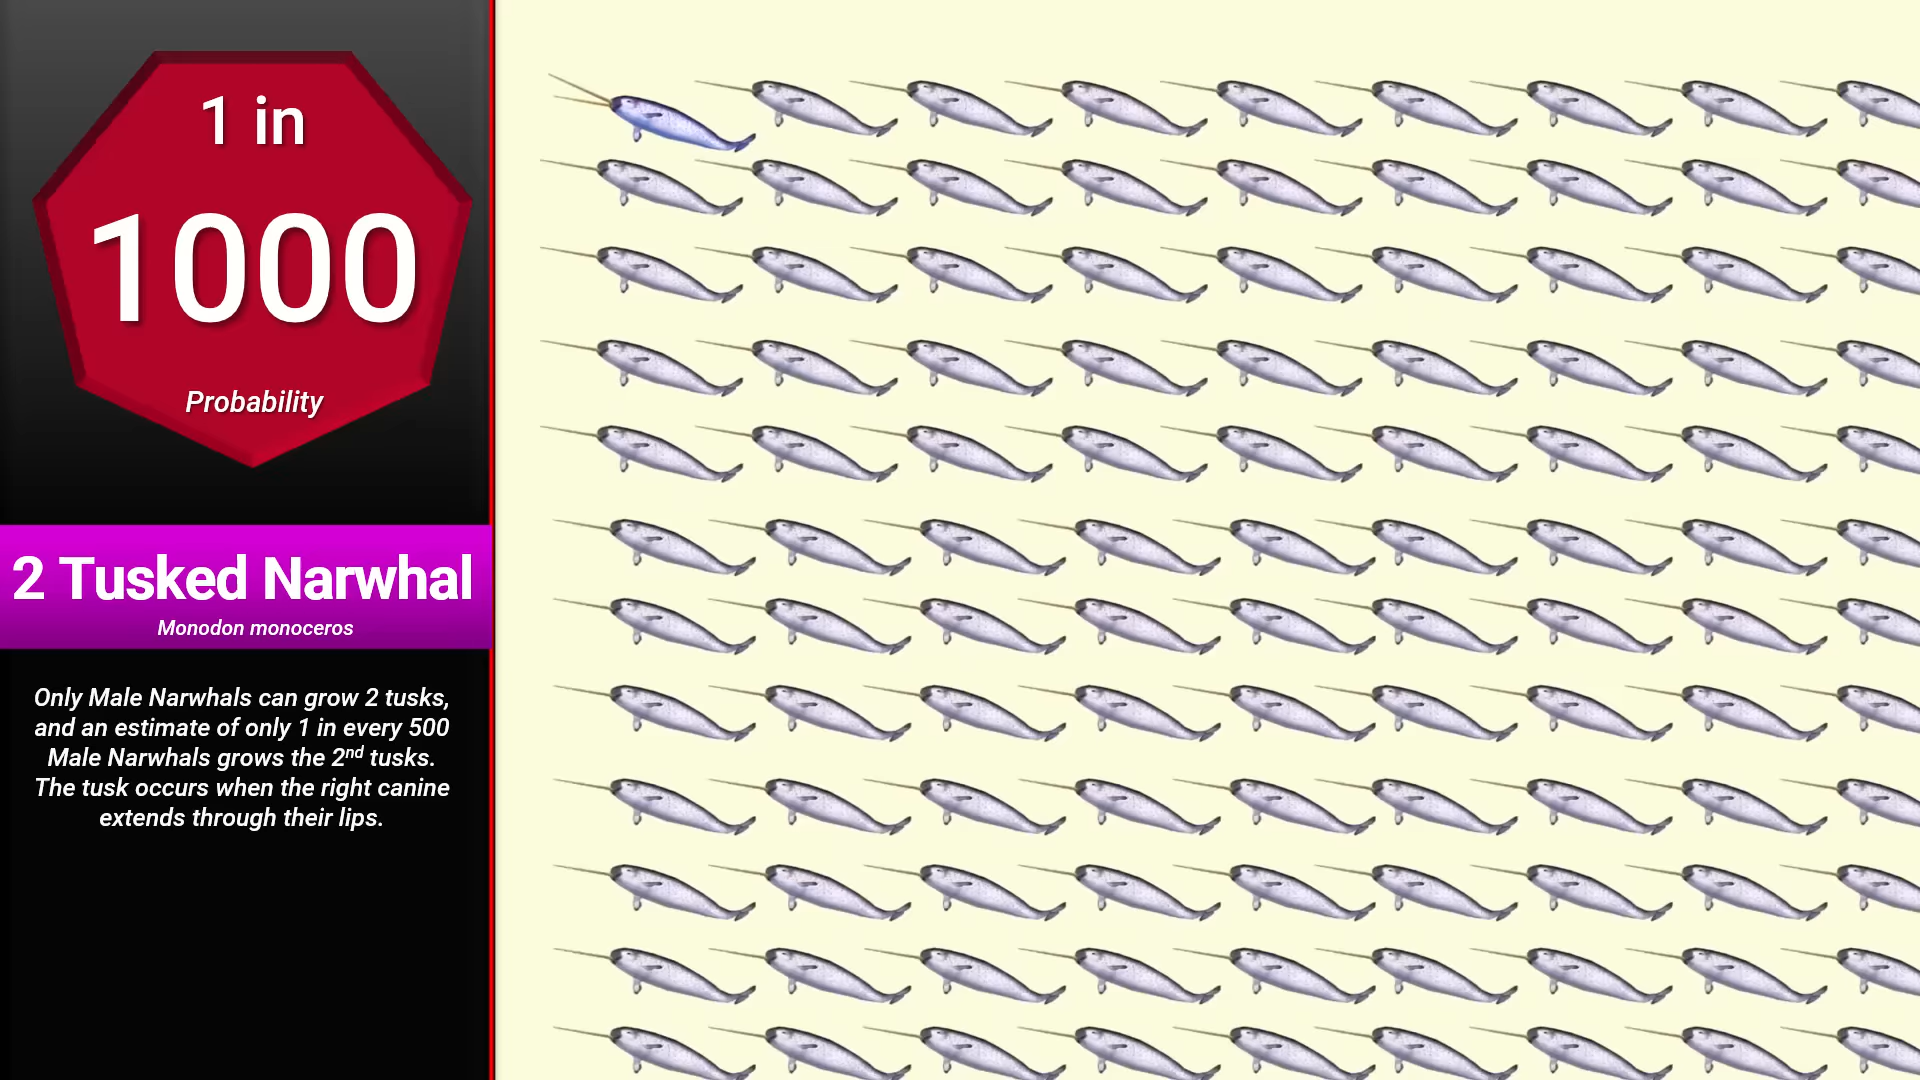 1 in
1000
Probability
2 Tusked Narwhal
Monodon monoceros
Only Male Narwhals can grow 2 tusks,
and an estimate of only 1 in every 500
Male Narwhals grows the 2nd tusks.
The tusk occurs when the right canine
extends through their lips.